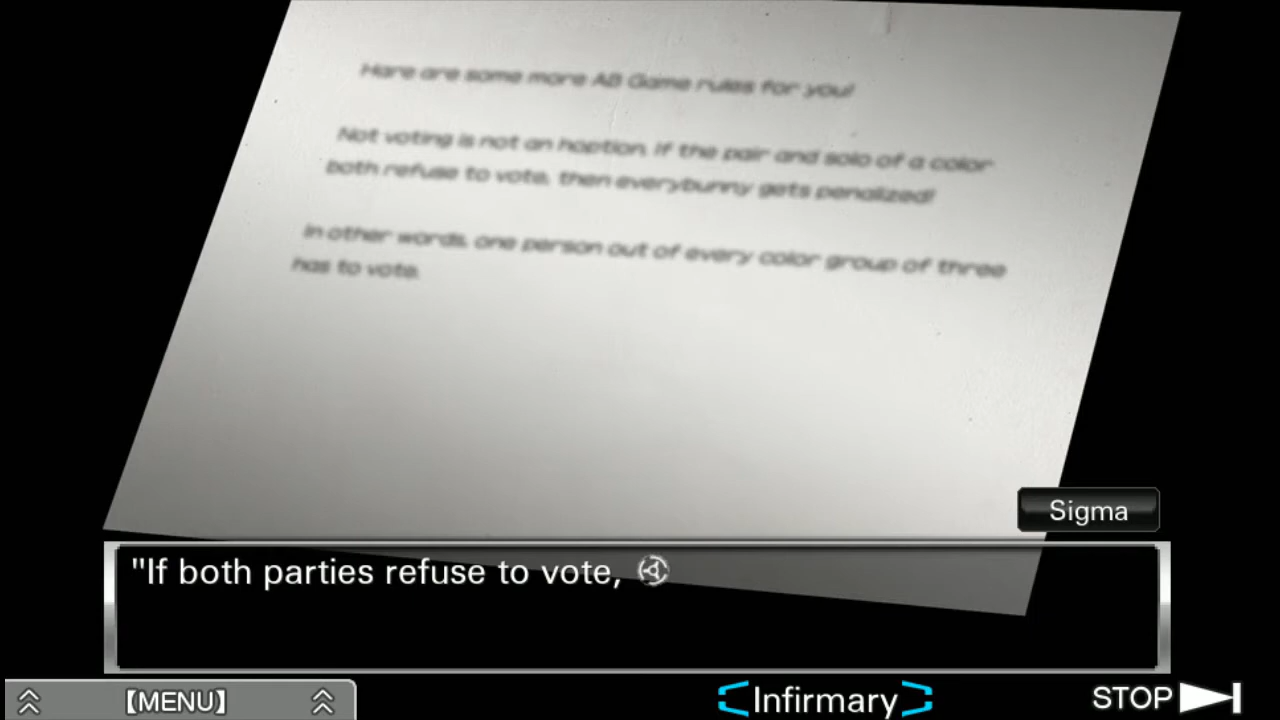 Hare are some more AB Game rules for you!
Not voting is not an hoption. If the pair and solo of a color
both refuse to vote, then everybunny gets penalized!
In other words, one person out of every color group of three
has to vote.
Sigma
"If both parties refuse to vote,
【MENU】
Infirmary
STOP